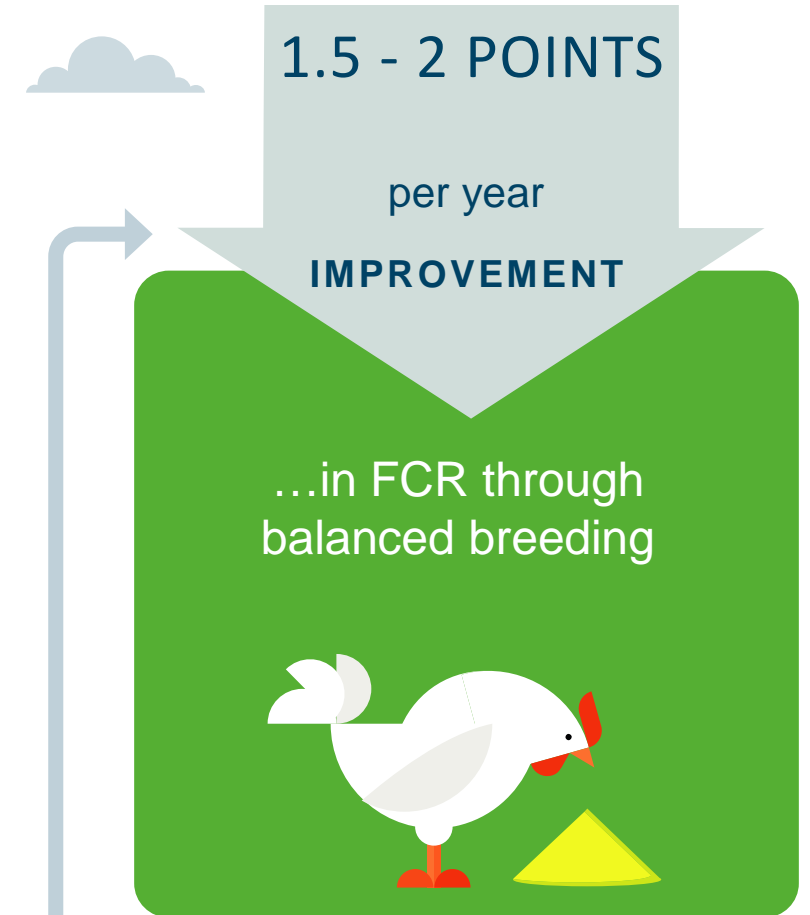 1.5 - 2 POINTS
per year
IMPROVEMENT
…in FCR through
balanced breeding